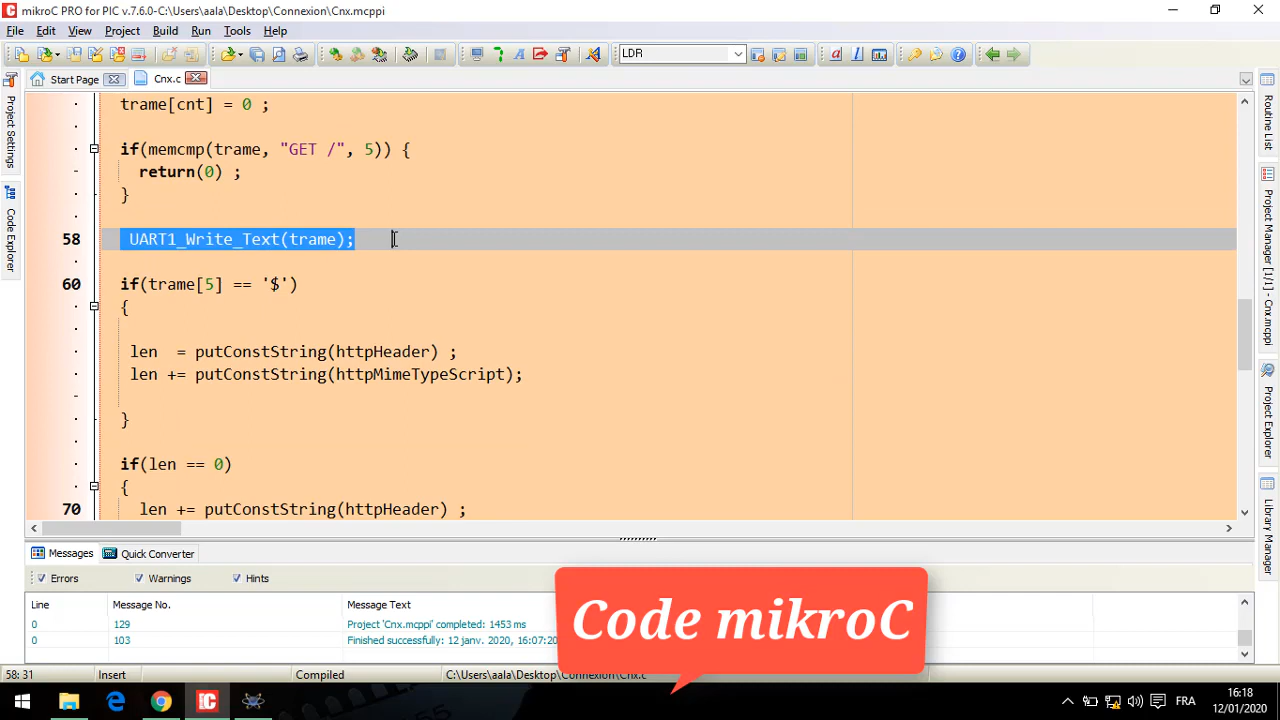 mikroC PRO for PIC v.7.6.0-C:\Users\aala\Desktop\Connexion\Cnx.mcppi
File Edit View Project Build Run Tools Help
LDR
Start Page Cnx.c
trame[cnt] = 0 ;
if(memcmp(trame, "GET /", 5)) {
return(0) ;
}
58 UART1_Write_Text(trame);
60 if(trame[5] == '$')
{
len = putConstString(httpHeader) ;
len += putConstString(httpMimeTypeScript);
}
if(len == 0)
{
70 len += putConstString(httpHeader) ;
Project Settings
Code Explorer
Routine List
Project Manager [1/1] - Cnx.mcppi
Project Explorer
Library Manager
Messages Quick Converter
Errors Warnings Hints
Line Message No. Message Text
0 129 Project 'Cnx.mcppi' completed: 1453 ms
0 103 Finished successfully: 12 janv. 2020, 16:07:20
Code mikroC
58: 31 Insert Compiled C:\Users\aala\Desktop\Connexion\Cnx.c
FRA
16:18
12/01/2020